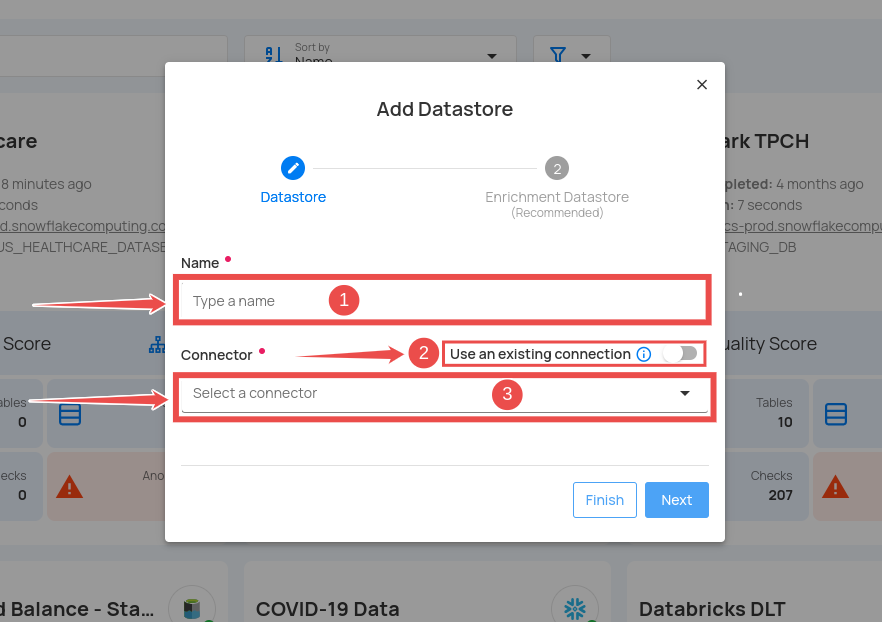 Sort by
Name
Add Datastore
care
ark TPCH
2
8 minutes ago
pleted: 4 months ago
Datastore
Enrichment Datastore
conds
: 7 seconds
(Recommended)
d.snowflakecomputing.co
cs-prod.snowflakecompu
US_HEALTHCARE_DATASE
TAGING_DB
Name
Type a name
1
Score
uality Score
Connector
2
Use an existing connection
Select a connector
3
ables
0
Tables
10
ecks
0
Ano
Checks
207
Finish
Next
d Balance - Sta...
COVID-19 Data
Databricks DLT